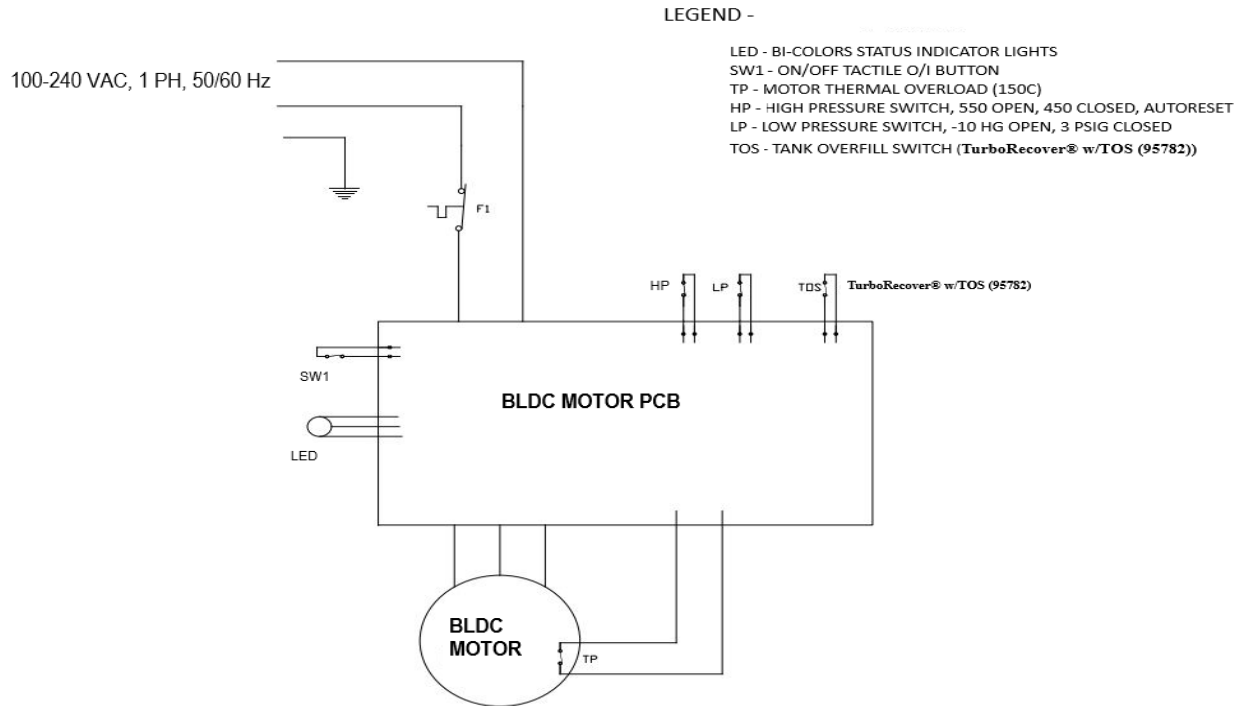 LEGEND -
LED - BI-COLORS STATUS INDICATOR LIGHTS
100-240 VAC, 1 PH, 50/60 Hz
SW1 - ON/OFF TACTILE O/I BUTTON
TP - MOTOR THERMAL OVERLOAD (150C)
HP - HIGH PRESSURE SWITCH, 550 OPEN, 450 CLOSED, AUTORESET
LP - LOW PRESSURE SWITCH, -10 HG OPEN, 3 PSIG CLOSED
TOS - TANK OVERFILL SWITCH (TurboRecover® w/TOS (95782))
F1
HP
LP
TOS
TurboRecover® w/TOS (95782)
SW1
BLDC MOTOR PCB
LED
BLDC
MOTOR
TP